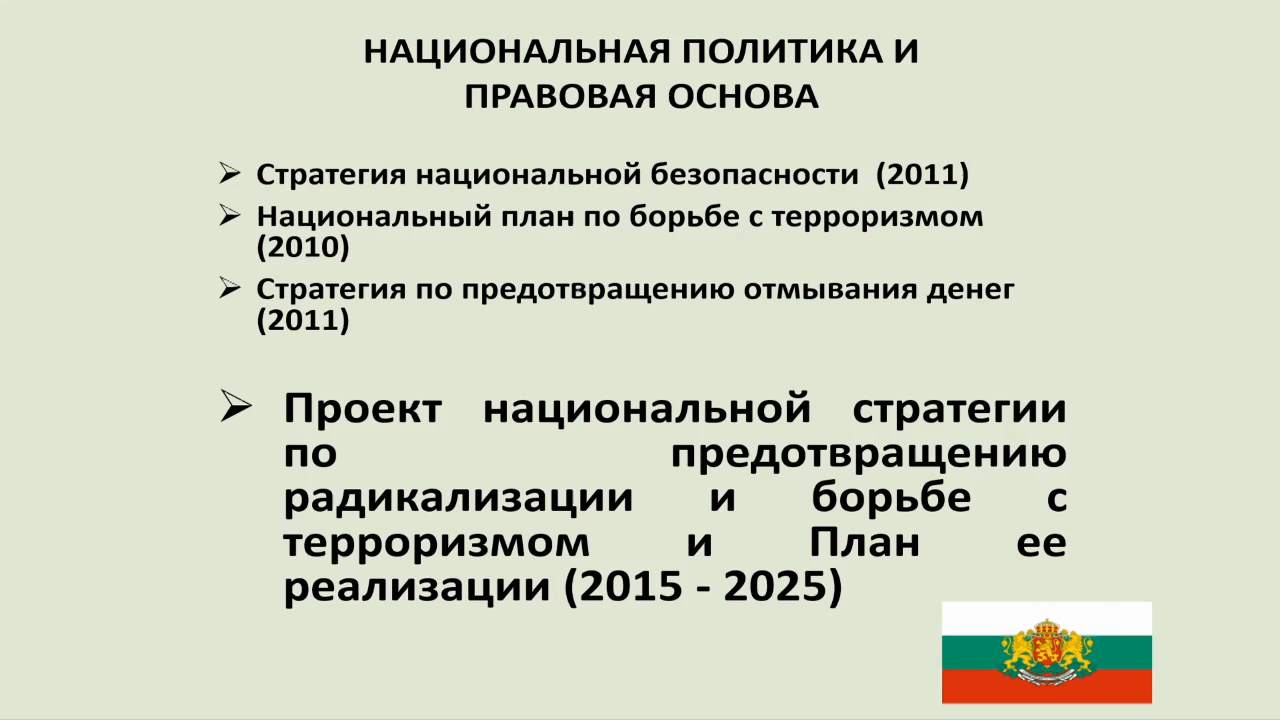 НАЦИОНАЛЬНАЯ ПОЛИТИКА И
ПРАВОВАЯ ОСНОВА
➢ Стратегия национальной безопасности (2011)
➢ Национальный план по борьбе с терроризмом
(2010)
➢ Стратегия по предотвращению отмывания денег
(2011)
➢ Проект национальной стратегии
по предотвращению
радикализации и борьбе с
терроризмом и План ее
реализации (2015 - 2025)